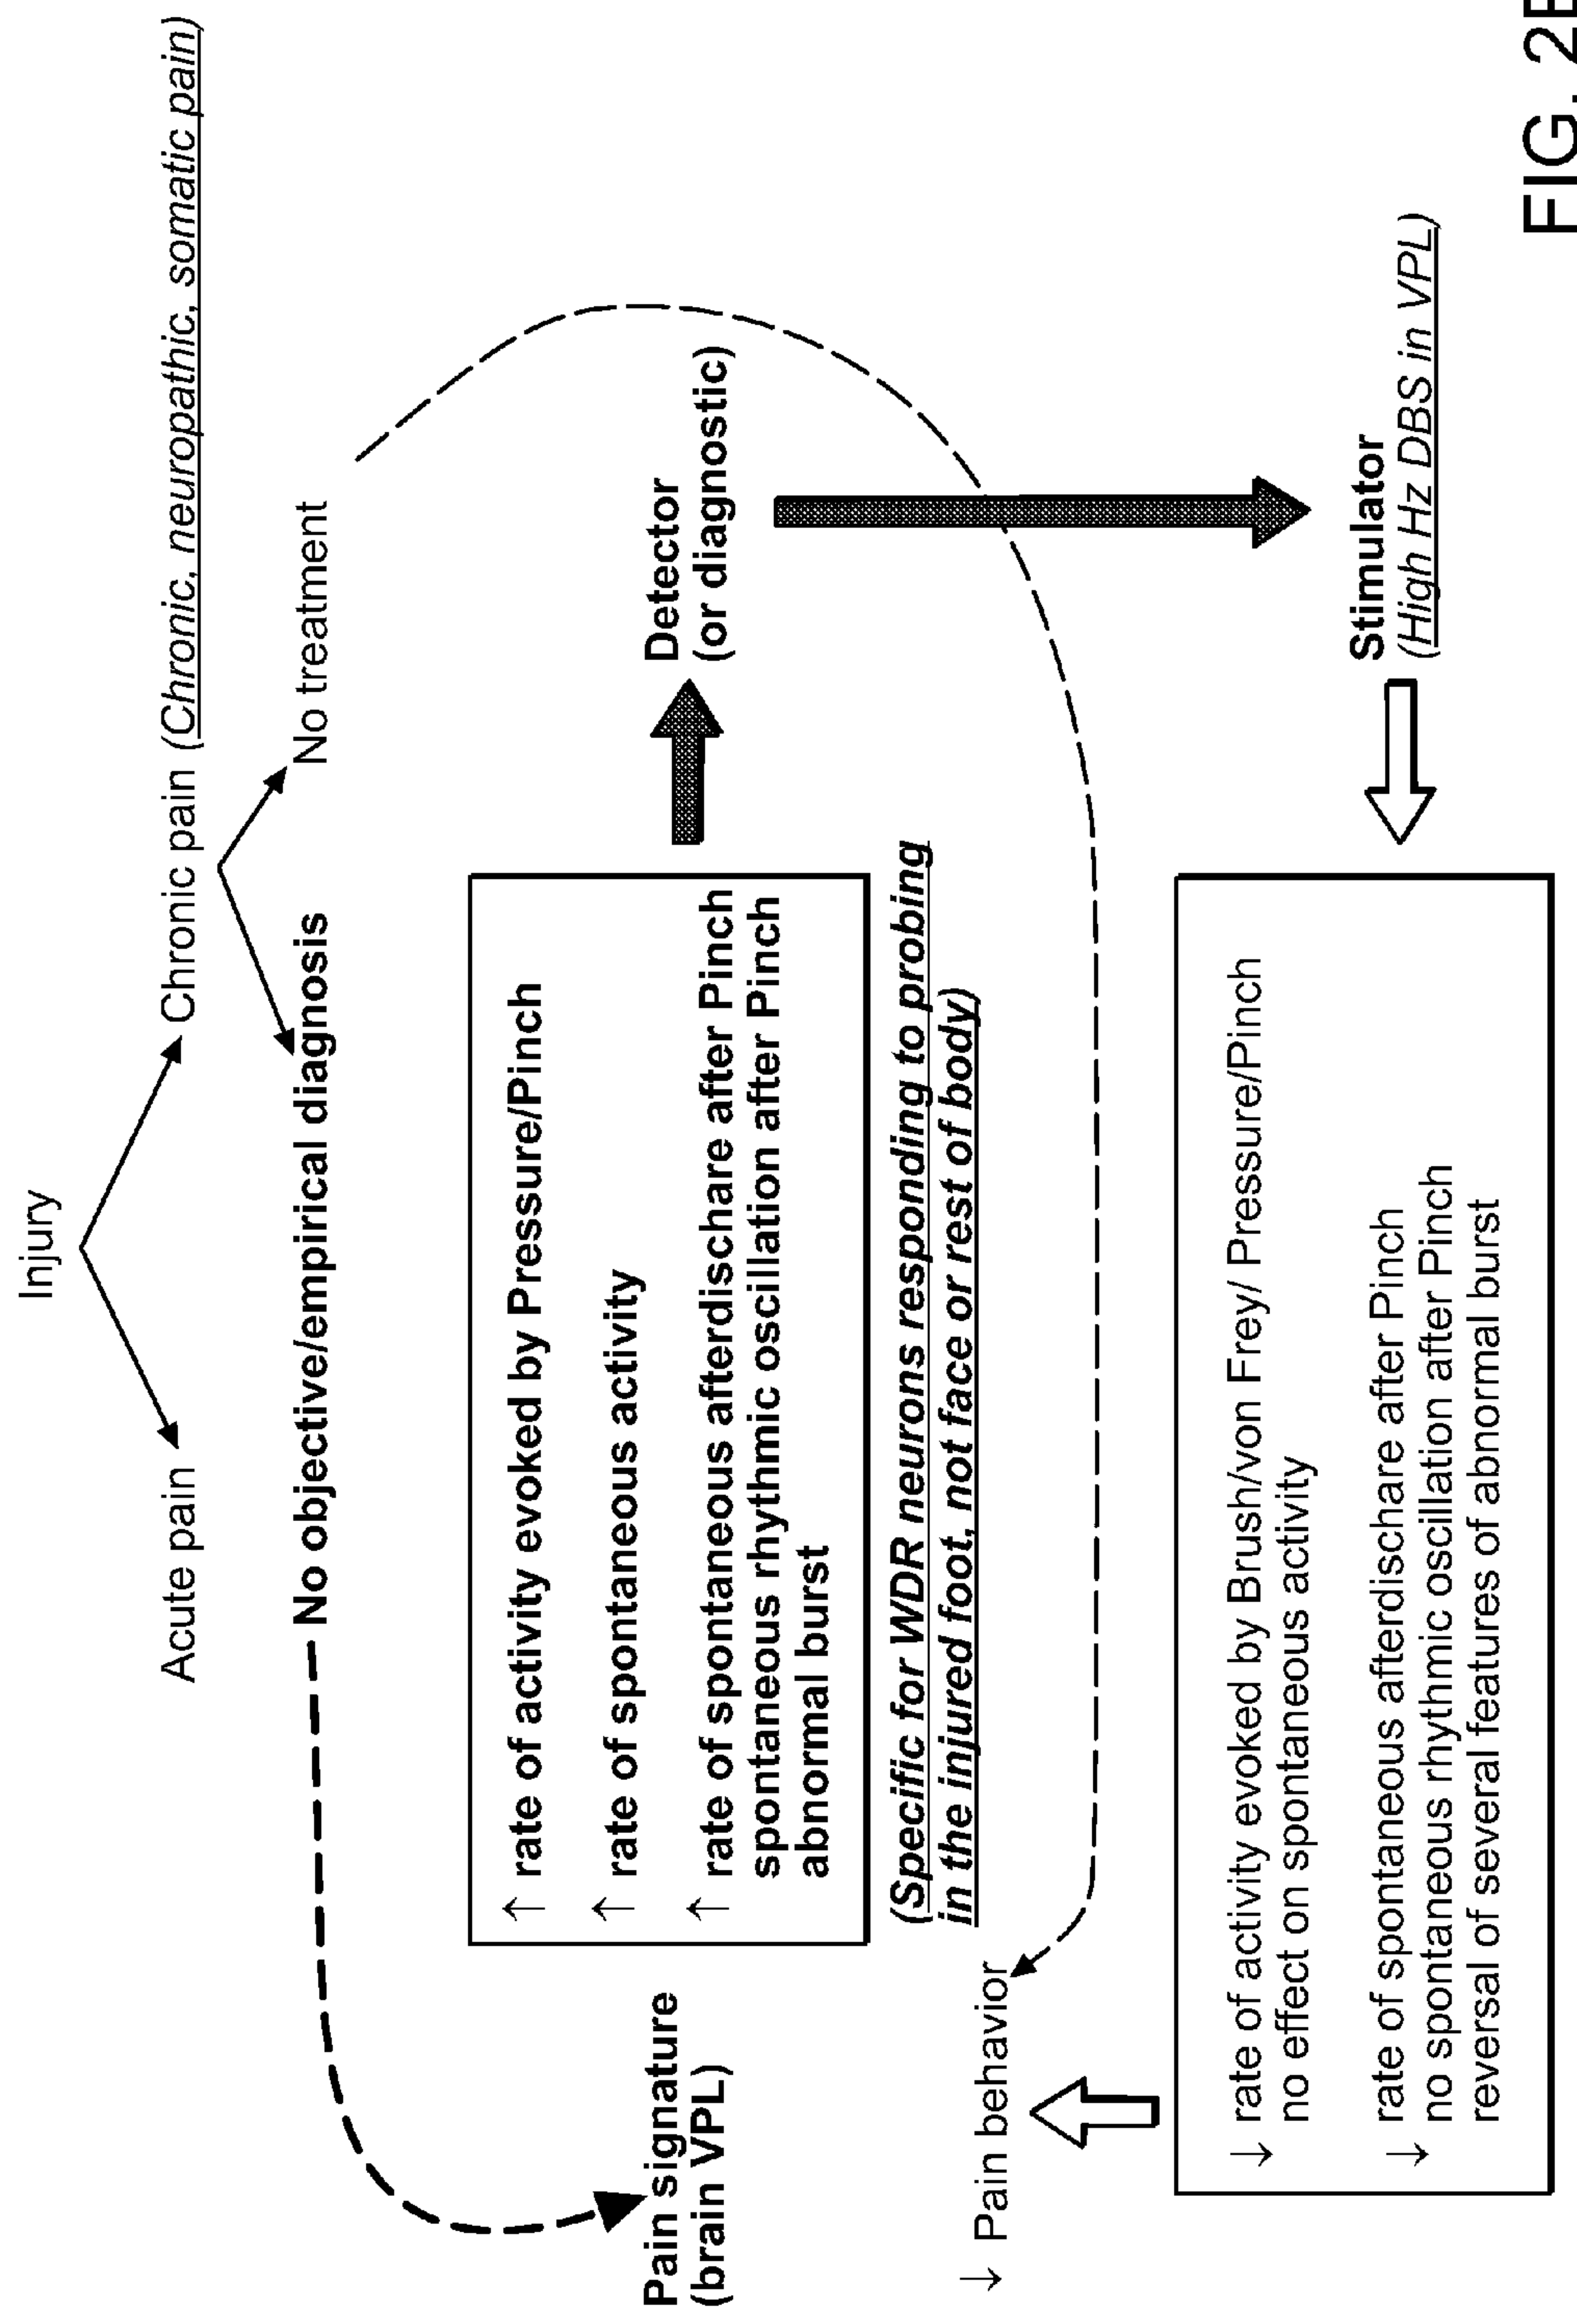 Injury
Acute pain
Chronic pain (Chronic, neuropathic, somatic pain)
No objective/empirical diagnosis
No treatment
↑ rate of activity evoked by Pressure/Pinch
↑ rate of spontaneous activity
↑ rate of spontaneous afterdischare after Pinch
spontaneous rhythmic oscillation after Pinch
abnormal burst
Pain signature
(brain VPL)
Detector
(or diagnostic)
(Specific for WDR neurons responding to probing
in the injured foot, not face or rest of body)
↓ Pain behavior
↓ rate of activity evoked by Brush/von Frey/ Pressure/Pinch
no effect on spontaneous activity
↓ rate of spontaneous afterdischare after Pinch
no spontaneous rhythmic oscillation after Pinch
reversal of several features of abnormal burst
Stimulator
(High Hz DBS in VPL)
FIG.